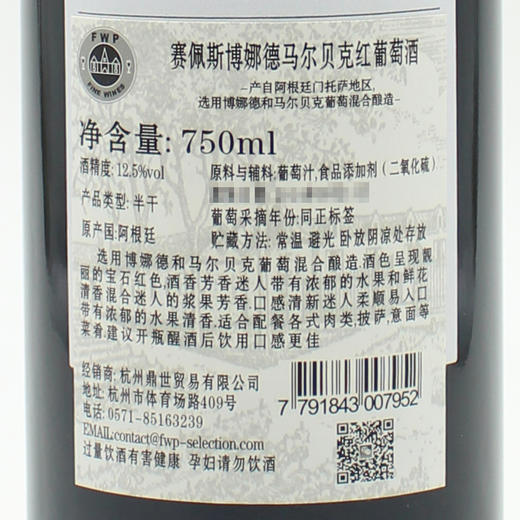 FWP
FINE WINES
赛佩斯博娜德马尔贝克红葡萄酒
-产自阿根廷门托萨地区,
选用博娜德和马尔贝克葡萄混合酿造-
净含量: 750ml
酒精度: 12.5%vol
原料与辅料: 葡萄汁,食品添加剂（二氧化硫）
产品类型: 半干
葡萄采摘年份: 同正标签
原产国: 阿根廷
贮藏方法: 常温 避光 卧放阴凉处存放
选用博娜德和马尔贝克葡萄混合酿造,酒色呈现靓
丽的宝石红色,酒香芳香迷人带有浓郁的水果和鲜花
清香混合迷人的浆果芳香,口感清新迷人柔顺易入口
带有浓郁的水果清香,适合配餐各式肉类,披萨,意面等
菜肴,建议开瓶醒酒后饮用口感更佳
经销商: 杭州鼎世贸易有限公司
地址: 杭州市体育场路409号
电话: 0571-85163239
EMAIL:contact@fwp-selection.com
过量饮酒有害健康 孕妇请勿饮酒
7 791843 007952